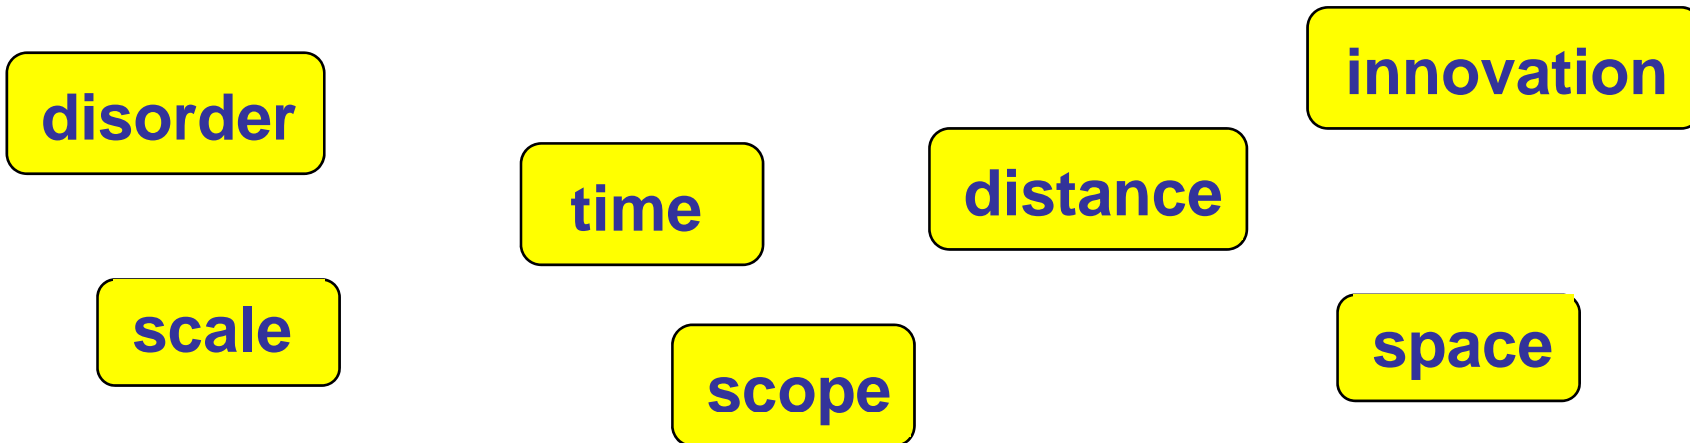 disorder
time
distance
innovation
scale
scope
space